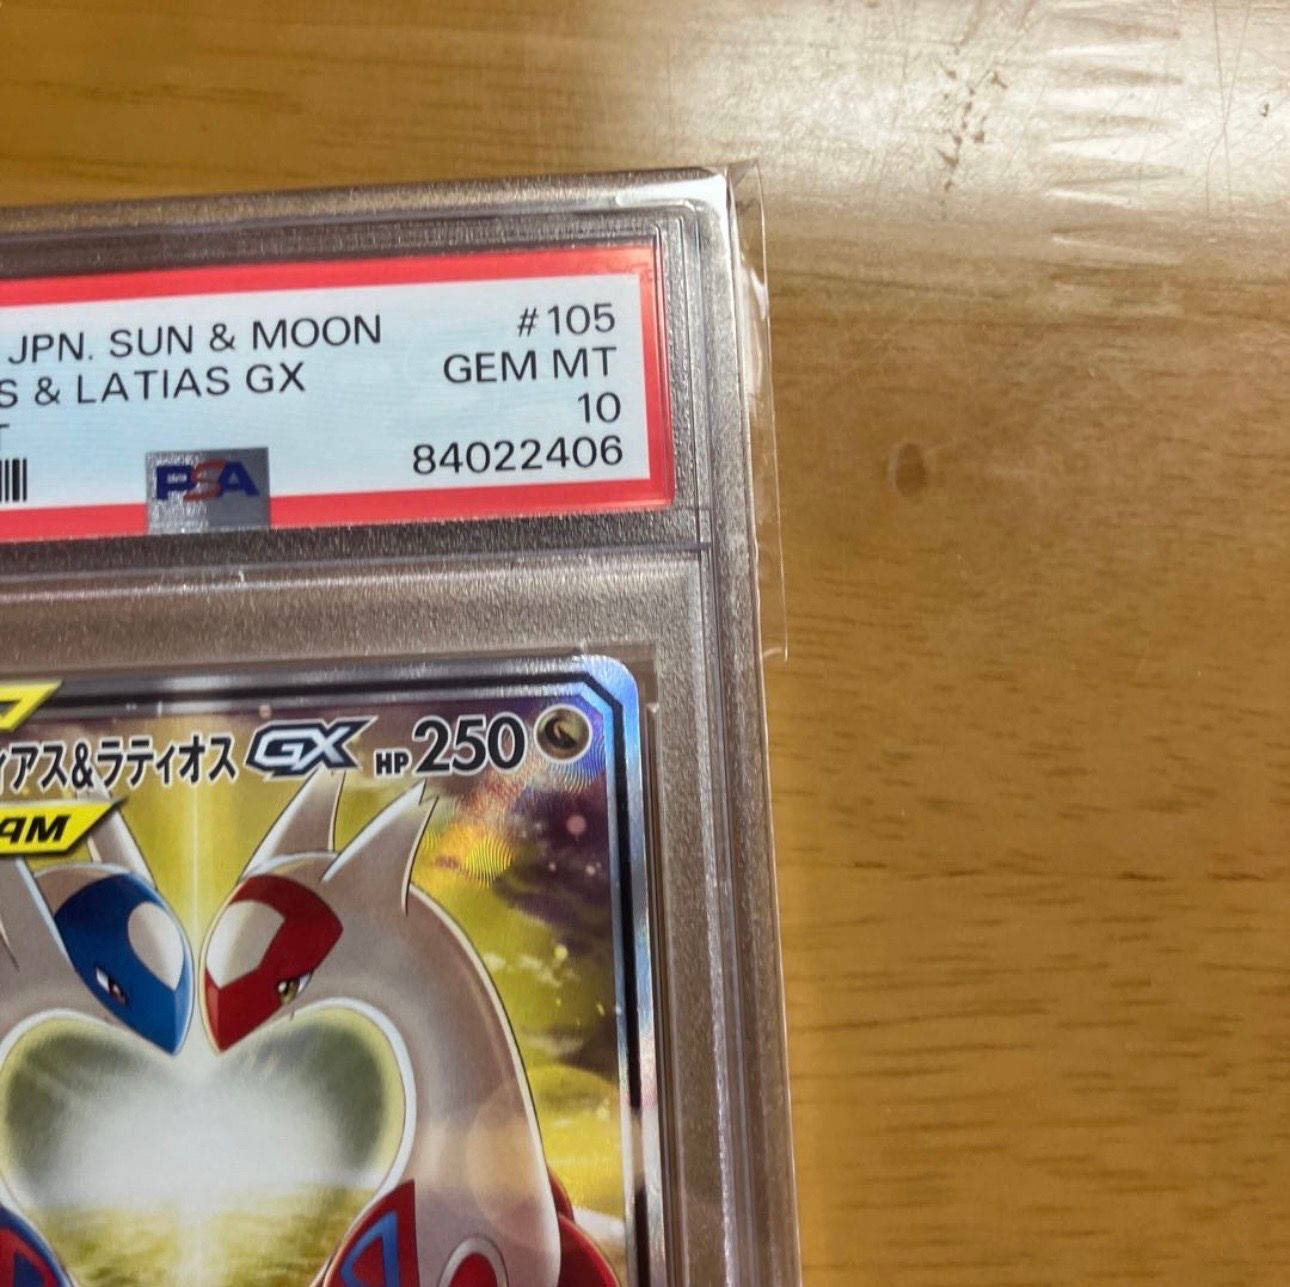 JPN. SUN & MOON #105
S & LATIAS GX GEM MT
10
PSA 84022406
ィアス&ラティオス GX HP 250